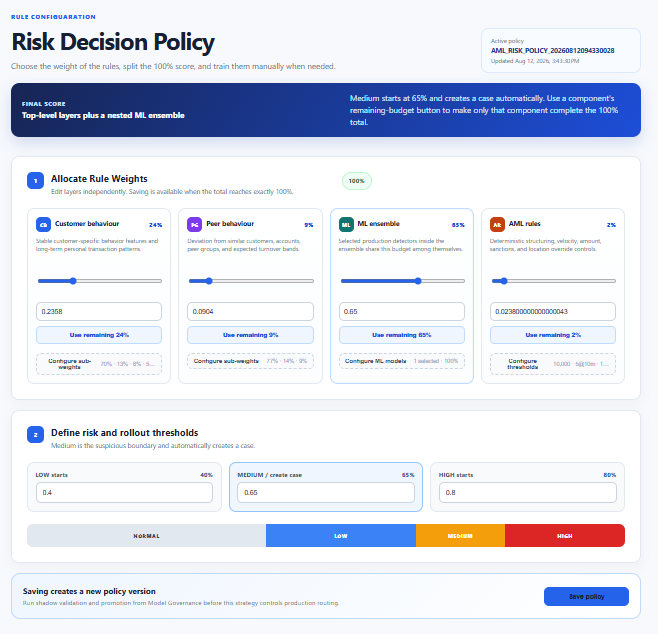 RULE CONFIGUARATION
Risk Decision Policy
Choose the weight of the rules, split the 100% score, and train them manually when needed.
Active policy
AML_RISK_POLICY_20260812094330028
Updated Aug 12, 2026, 3:43:30 PM
FINAL SCORE
Top-level layers plus a nested ML ensemble
Medium starts at 65% and creates a case automatically. Use a component's
remaining-budget button to make only that component complete the 100%
total.
1
Allocate Rule Weights
Edit layers independently. Saving is available when the total reaches exactly 100%.
100%
CB
Customer behaviour
24%
Stable customer-specific behavior features and
long-term personal transaction patterns.
0.2358
Use remaining 24%
Configure sub-
weights
70% · 13% · 8% · 5...
PG
Peer behaviour
9%
Deviation from similar customers, accounts,
peer groups, and expected turnover bands.
0.0904
Use remaining 9%
Configure sub-weights
77% · 14% · 9%
ML
ML ensemble
65%
Selected production detectors inside the
ensemble share this budget among themselves.
0.65
Use remaining 65%
Configure ML models
1 selected · 100%
AR
AML rules
2%
Deterministic structuring, velocity, amount,
sanctions, and location override controls.
0.023800000000000043
Use remaining 2%
Configure
thresholds
10,000 · 5@10m · 1...
2
Define risk and rollout thresholds
Medium is the suspicious boundary and automatically creates a case.
LOW starts
40%
0.4
MEDIUM / create case
65%
0.65
HIGH starts
80%
0.8
NORMAL
LOW
MEDIUM
HIGH
Saving creates a new policy version
Run shadow validation and promotion from Model Governance before this strategy controls production routing.
Save policy